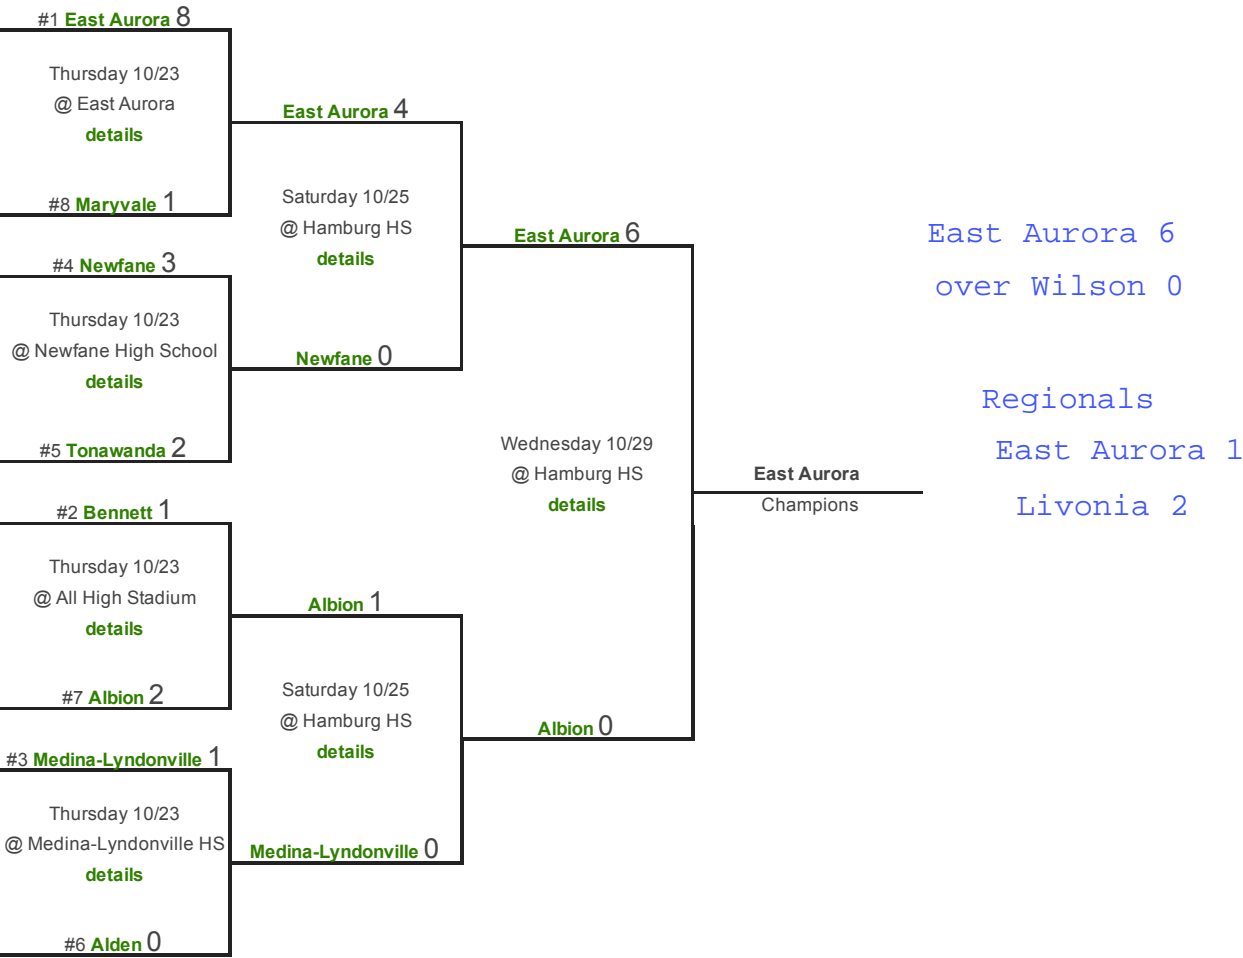 #1 East Aurora 8
Thursday 10/23
@ East Aurora
details
#8 Maryvale 1
#4 Newfane 3
Thursday 10/23
@ Newfane High School
details
#5 Tonawanda 2
#2 Bennett 1
Thursday 10/23
@ All High Stadium
details
#7 Albion 2
#3 Medina-Lyndonville 1
Thursday 10/23
@ Medina-Lyndonville HS
details
#6 Alden 0
East Aurora 4
Saturday 10/25
@ Hamburg HS
details
Newfane 0
Albion 1
Saturday 10/25
@ Hamburg HS
details
Medina-Lyndonville 0
East Aurora 6
Wednesday 10/29
@ Hamburg HS
details
Albion 0
East Aurora
Champions
East Aurora 6
over Wilson 0
Regionals
East Aurora 1
Livonia 2